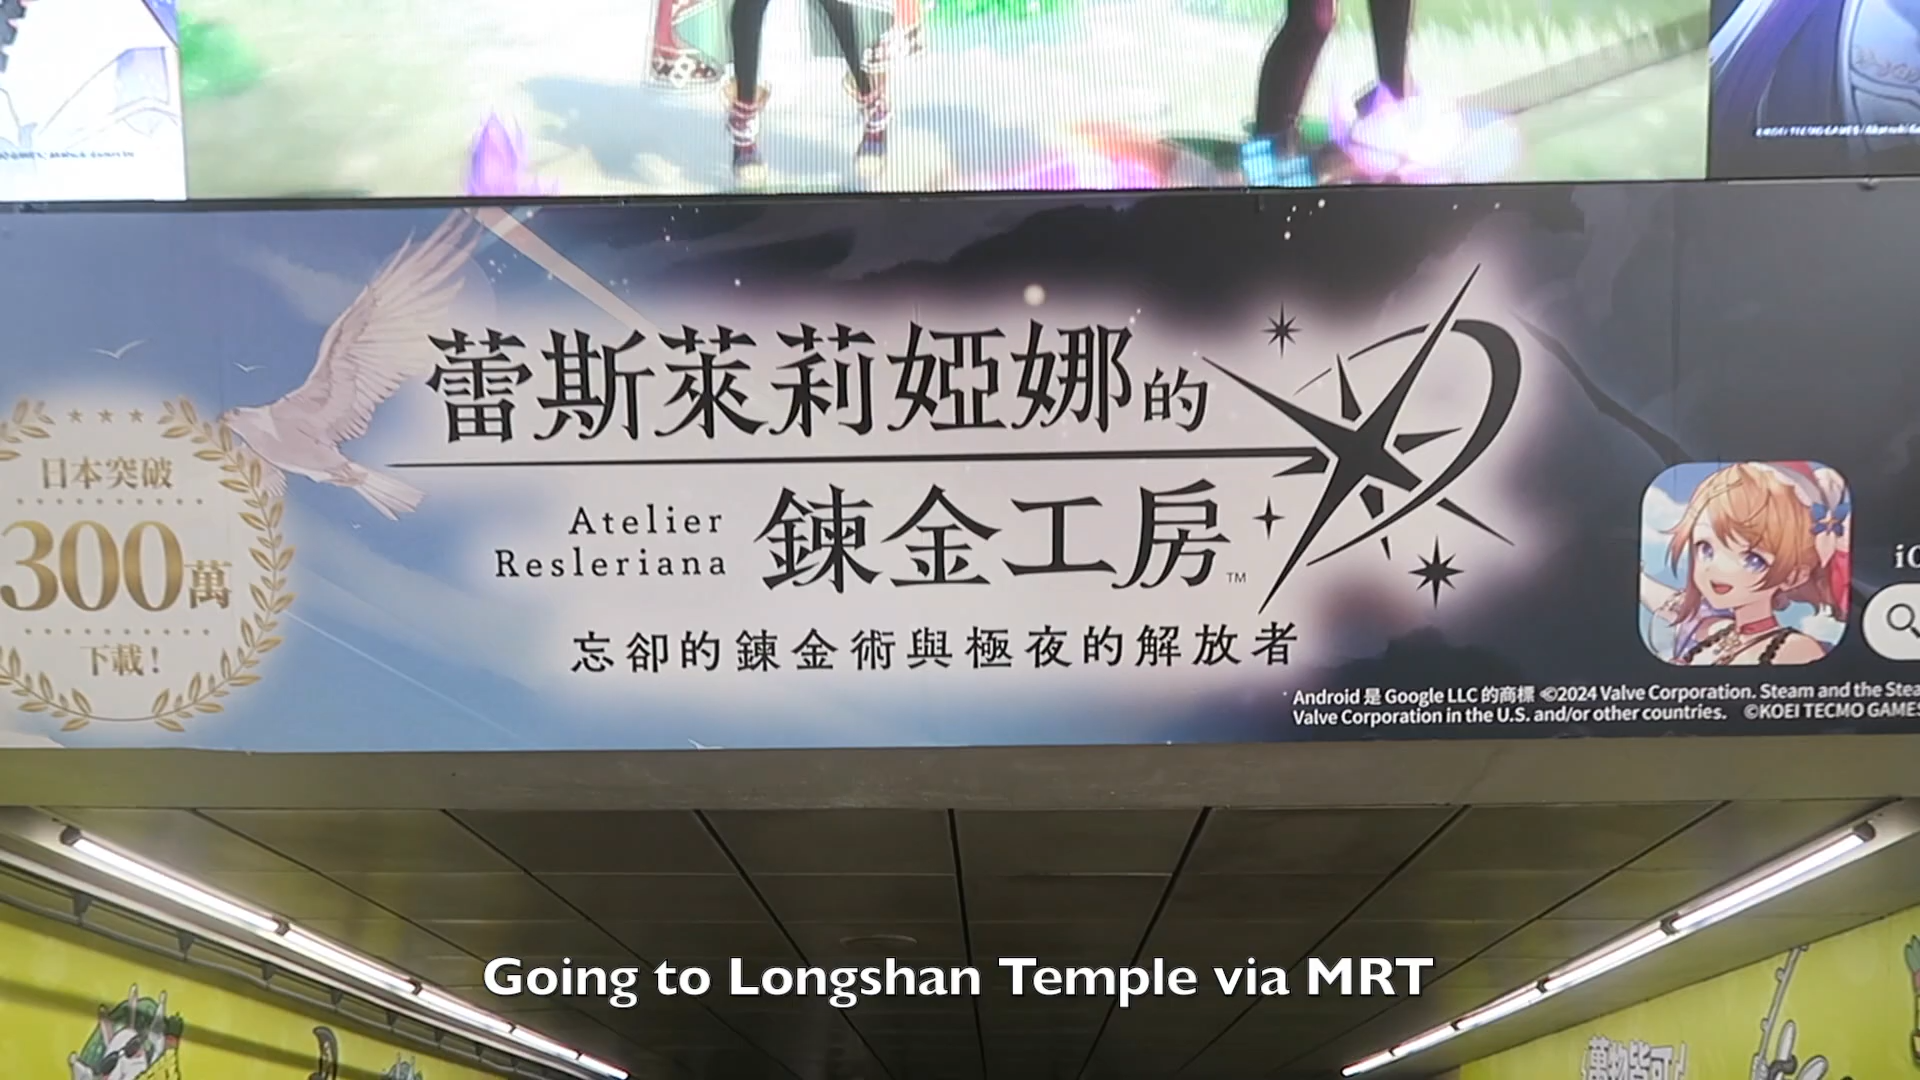 日本突破
300萬
下載!
蕾斯萊莉婭娜的
Atelier
Resleriana
鍊金工房™
忘卻的鍊金術與極夜的解放者
Android 是 Google LLC 的商標 ©2024 Valve Corporation. Steam and the
Valve Corporation in the U.S. and/or other countries. ©KOEI TECMO GAMES
Going to Longshan Temple via MRT